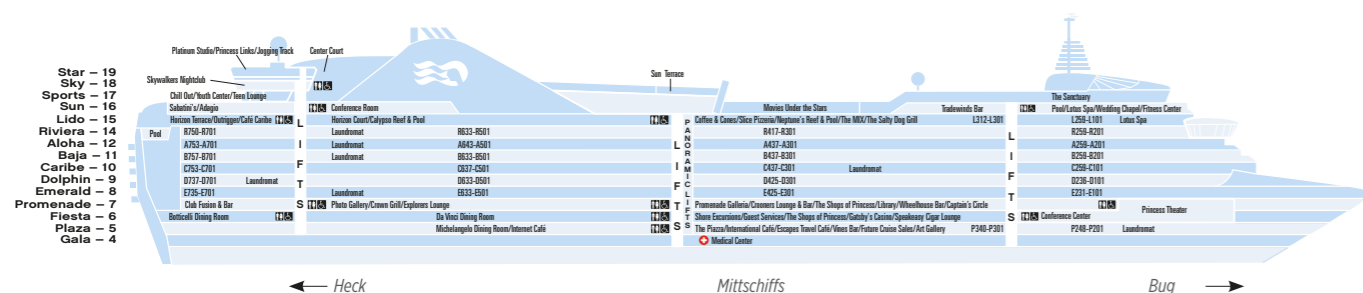 Platinum Studio/Princess Links/Jogging Track
Center Court
Star – 19
Sky – 18
Skywalkers Nightclub
Sun Terrace
Sports – 17
Chill Out/Youth Center/Teen Lounge
The Sanctuary
Sun – 16
Sabatini's/Adagio
Conference Room
Movies Under the Stars
Tradewinds Bar
Pool/Lotus Spa/Wedding Chapel/Fitness Center
Lido – 15
Horizon Terrace/Outrigger/Café Caribe
Horizon Court/Calypso Reef & Pool
Coffee & Cones/Slice Pizzeria/Neptune's Reef & Pool/The MIX/The Salty Dog Grill
L312-L301
L259-L101
Lotus Spa
Riviera – 14
Pool
R750-R701
Laundromat
R633-R501
R417-R301
R259-R201
Aloha – 12
A753-A701
Laundromat
A643-A501
A437-A301
A259-A201
Baja – 11
B757-B701
Laundromat
B633-B501
B437-B301
B259-B201
Caribe – 10
C753-C701
C637-C501
C437-C301
Laundromat
C259-C101
Dolphin – 9
D737-D701
Laundromat
D633-D501
D425-D301
D236-D101
Emerald – 8
E735-E701
Laundromat
E633-E501
E425-E301
E231-E101
Promenade – 7
Club Fusion & Bar
Photo Gallery/Crown Grill/Explorers Lounge
Promenade Galleria/Crooners Lounge & Bar/The Shops of Princess/Library/Wheelhouse Bar/Captain's Circle
Princess Theater
Fiesta – 6
Botticelli Dining Room
Da Vinci Dining Room
Shore Excursions/Guest Services/The Shops of Princess/Gatsby's Casino/Speakeasy Cigar Lounge
Conference Center
Plaza – 5
Michelangelo Dining Room/Internet Café
The Piazza/International Café/Escapes Travel Café/Vines Bar/Future Cruise Sales/Art Gallery
P340-P301
P248-P201
Laundromat
Gala – 4
Medical Center
LIFTS
LIFTS
PANORAMIC LIFTS
LIFTS
Heck
Mittschiffs
Bug